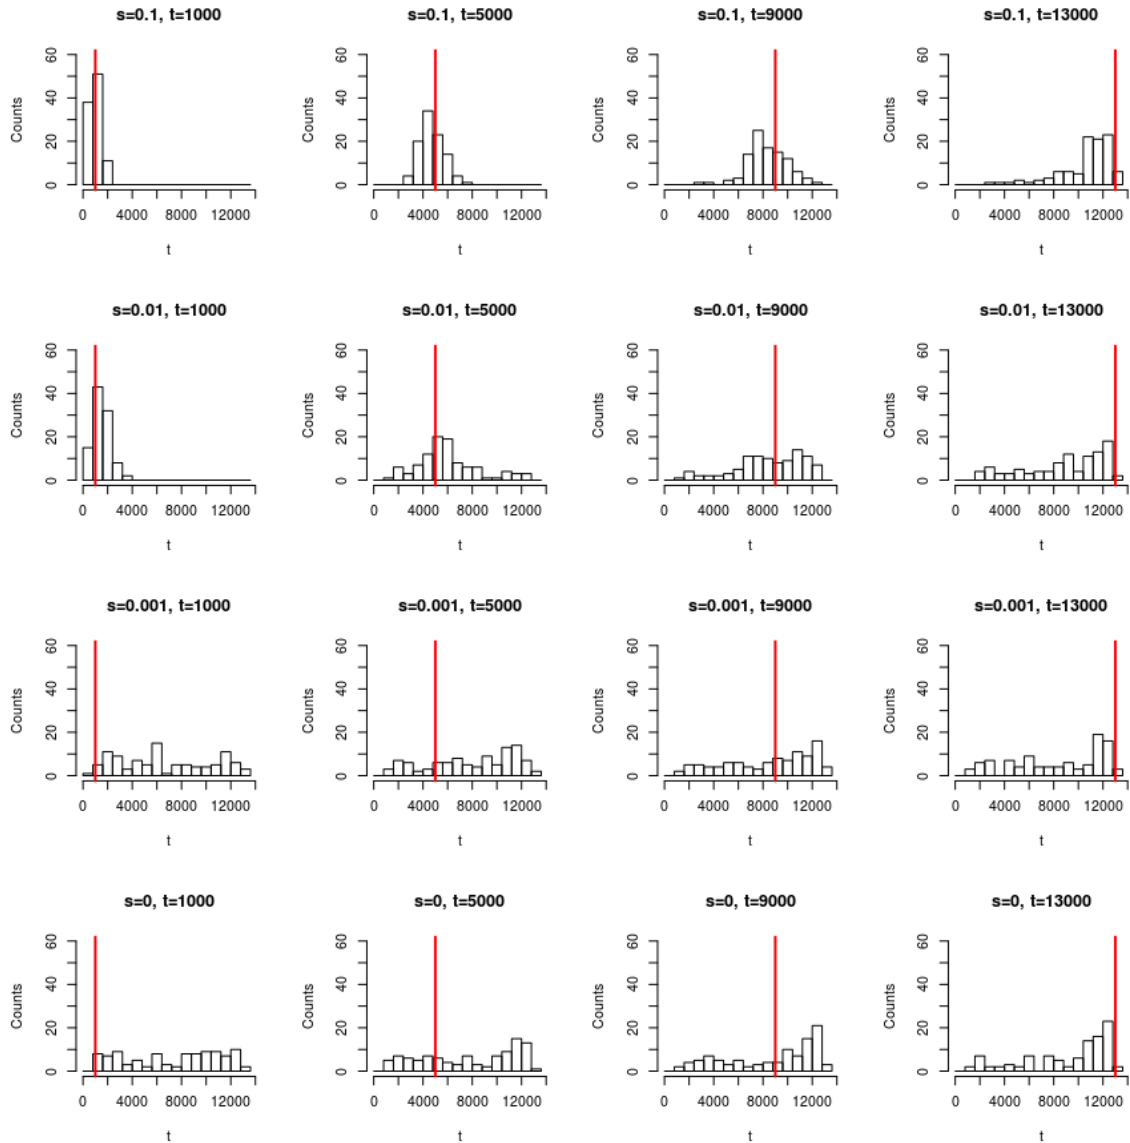 s=0.1, t=1000
s=0.1, t=5000
s=0.1, t=9000
s=0.1, t=13000
Counts
0 20 40 60
0 4000 8000 12000
t
Counts
0 20 40 60
0 4000 8000 12000
t
Counts
0 20 40 60
0 4000 8000 12000
t
Counts
0 20 40 60
0 4000 8000 12000
t
s=0.01, t=1000
s=0.01, t=5000
s=0.01, t=9000
s=0.01, t=13000
Counts
0 20 40 60
0 4000 8000 12000
t
Counts
0 20 40 60
0 4000 8000 12000
t
Counts
0 20 40 60
0 4000 8000 12000
t
Counts
0 20 40 60
0 4000 8000 12000
t
s=0.001, t=1000
s=0.001, t=5000
s=0.001, t=9000
s=0.001, t=13000
Counts
0 20 40 60
0 4000 8000 12000
t
Counts
0 20 40 60
0 4000 8000 12000
t
Counts
0 20 40 60
0 4000 8000 12000
t
Counts
0 20 40 60
0 4000 8000 12000
t
s=0, t=1000
s=0, t=5000
s=0, t=9000
s=0, t=13000
Counts
0 20 40 60
0 4000 8000 12000
t
Counts
0 20 40 60
0 4000 8000 12000
t
Counts
0 20 40 60
0 4000 8000 12000
t
Counts
0 20 40 60
0 4000 8000 12000
t